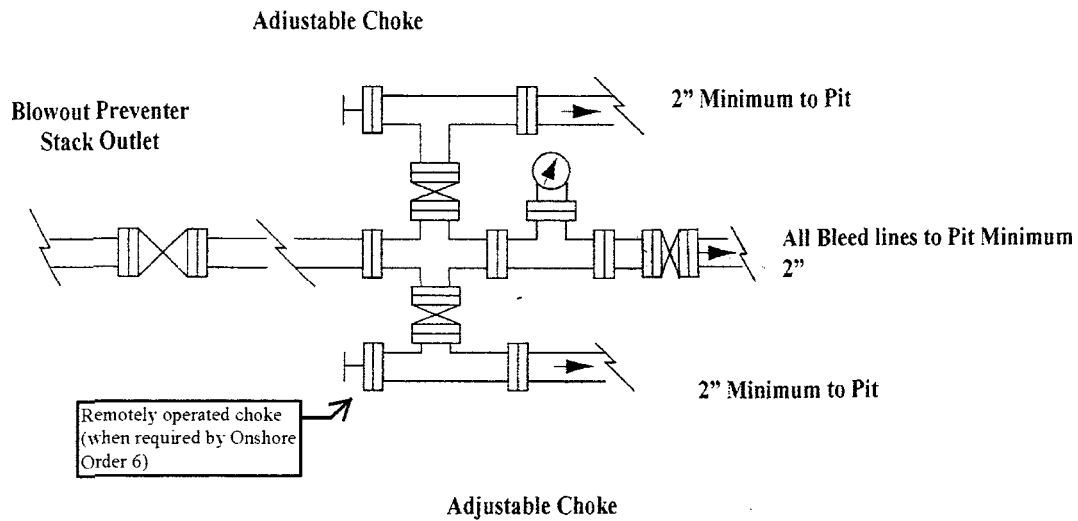 Adjustable Choke
Blowout Preventer
Stack Outlet
2" Minimum to Pit
All Bleed lines to Pit Minimum
2"
2" Minimum to Pit
Remotely operated choke
(when required by Onshore
Order 6)
Adjustable Choke